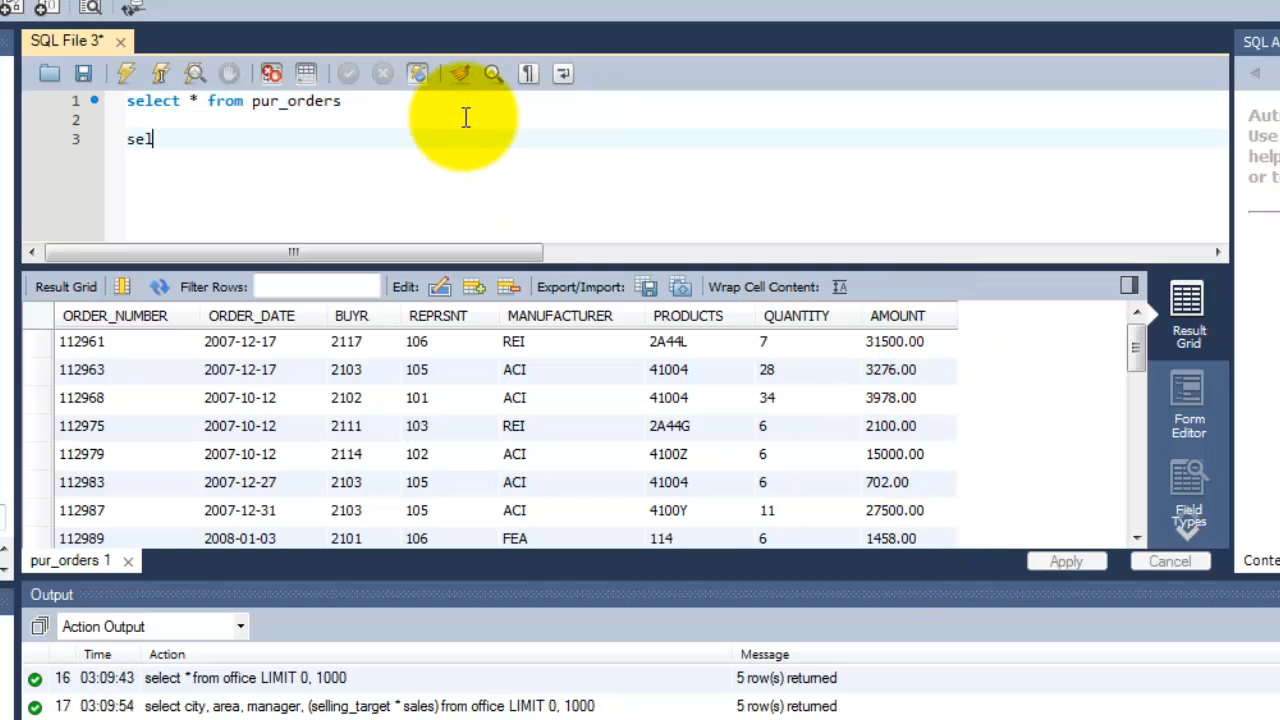 SQL File 3*
SQL A
1 select * from pur_orders
2
3 sel
Aut
Use
help
or t
Result Grid Filter Rows: Edit: Export/Import: Wrap Cell Content:
ORDER_NUMBER ORDER_DATE BUYR REPRSNT MANUFACTURER PRODUCTS QUANTITY AMOUNT
112961 2007-12-17 2117 106 REI 2A44L 7 31500.00
112963 2007-12-17 2103 105 ACI 41004 28 3276.00
112968 2007-10-12 2102 101 ACI 41004 34 3978.00
112975 2007-10-12 2111 103 REI 2A44G 6 2100.00
112979 2007-10-12 2114 102 ACI 4100Z 6 15000.00
112983 2007-12-27 2103 105 ACI 41004 6 702.00
112987 2007-12-31 2103 105 ACI 4100Y 11 27500.00
112989 2008-01-03 2101 106 FEA 114 6 1458.00
Result
Grid
Form
Editor
Field
Types
pur_orders 1 Apply Cancel Conte
Output
Action Output
Time Action Message
16 03:09:43 select * from office LIMIT 0, 1000 5 row(s) returned
17 03:09:54 select city, area, manager, (selling_target * sales) from office LIMIT 0, 1000 5 row(s) returned